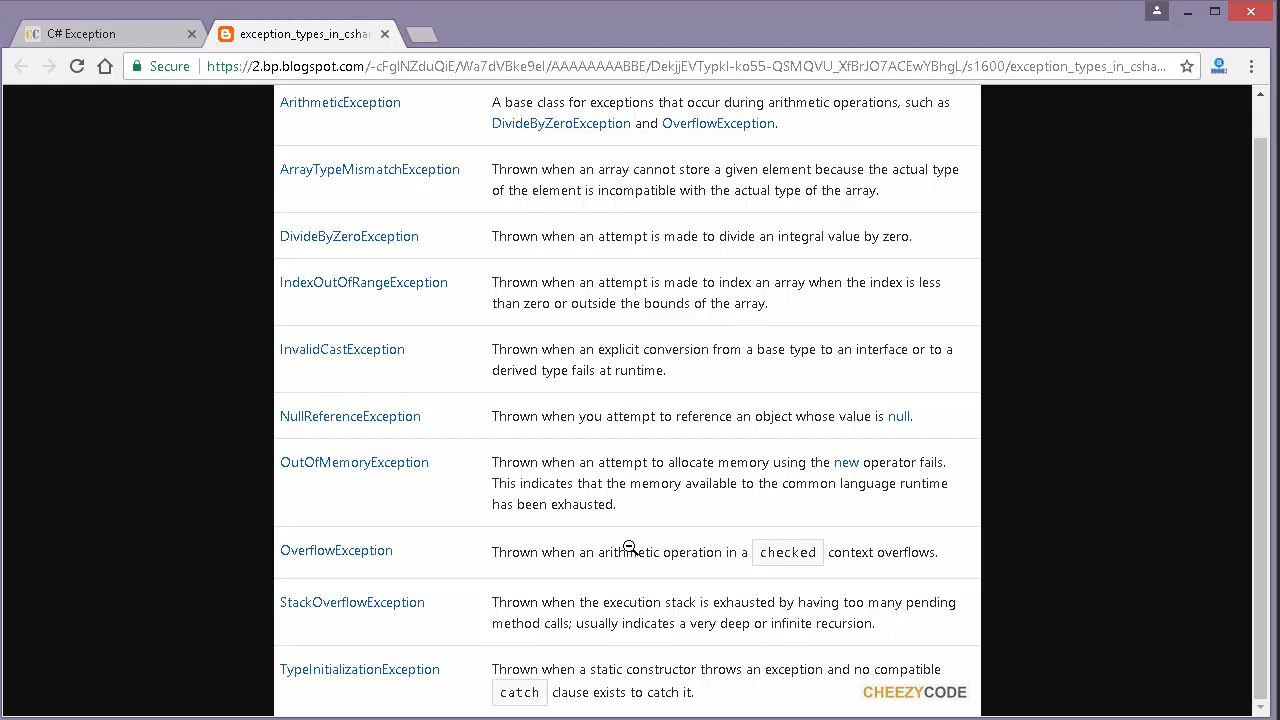 C# Exception
exception_types_in_csha
Secure
https://2.bp.blogspot.com/-cFglNZduQiE/Wa7dVBke9eI/AAAAAAAABBE/DekjjEVTypkI-ko55-QSMQVU_XfBrJO7ACEwYBhgL/s1600/exception_types_in_csha...
ArithmeticException
A base class for exceptions that occur during arithmetic operations, such as
DivideByZeroException and OverflowException.
ArrayTypeMismatchException
Thrown when an array cannot store a given element because the actual type
of the element is incompatible with the actual type of the array.
DivideByZeroException
Thrown when an attempt is made to divide an integral value by zero.
IndexOutOfRangeException
Thrown when an attempt is made to index an array when the index is less
than zero or outside the bounds of the array.
InvalidCastException
Thrown when an explicit conversion from a base type to an interface or to a
derived type fails at runtime.
NullReferenceException
Thrown when you attempt to reference an object whose value is null.
OutOfMemoryException
Thrown when an attempt to allocate memory using the new operator fails.
This indicates that the memory available to the common language runtime
has been exhausted.
OverflowException
Thrown when an arithmetic operation in a checked context overflows.
StackOverflowException
Thrown when the execution stack is exhausted by having too many pending
method calls; usually indicates a very deep or infinite recursion.
TypeInitializationException
Thrown when a static constructor throws an exception and no compatible
catch clause exists to catch it.
CHEEZYCODE